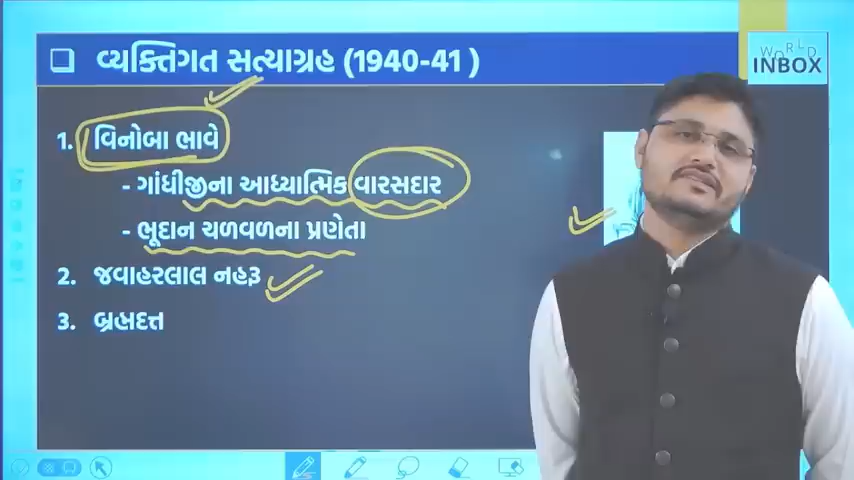 વ્યક્તિગત સત્યાગ્રહ (1940-41 )
WORLD
INBOX
1. વિનોબા ભાવે
- ગાંધીજીના આધ્યાત્મિક વારસદાર
- ભૂદાન ચળવળના પ્રણેતા
2. જવાહરલાલ નહેરૂ
3. બ્રહ્મદત્ત